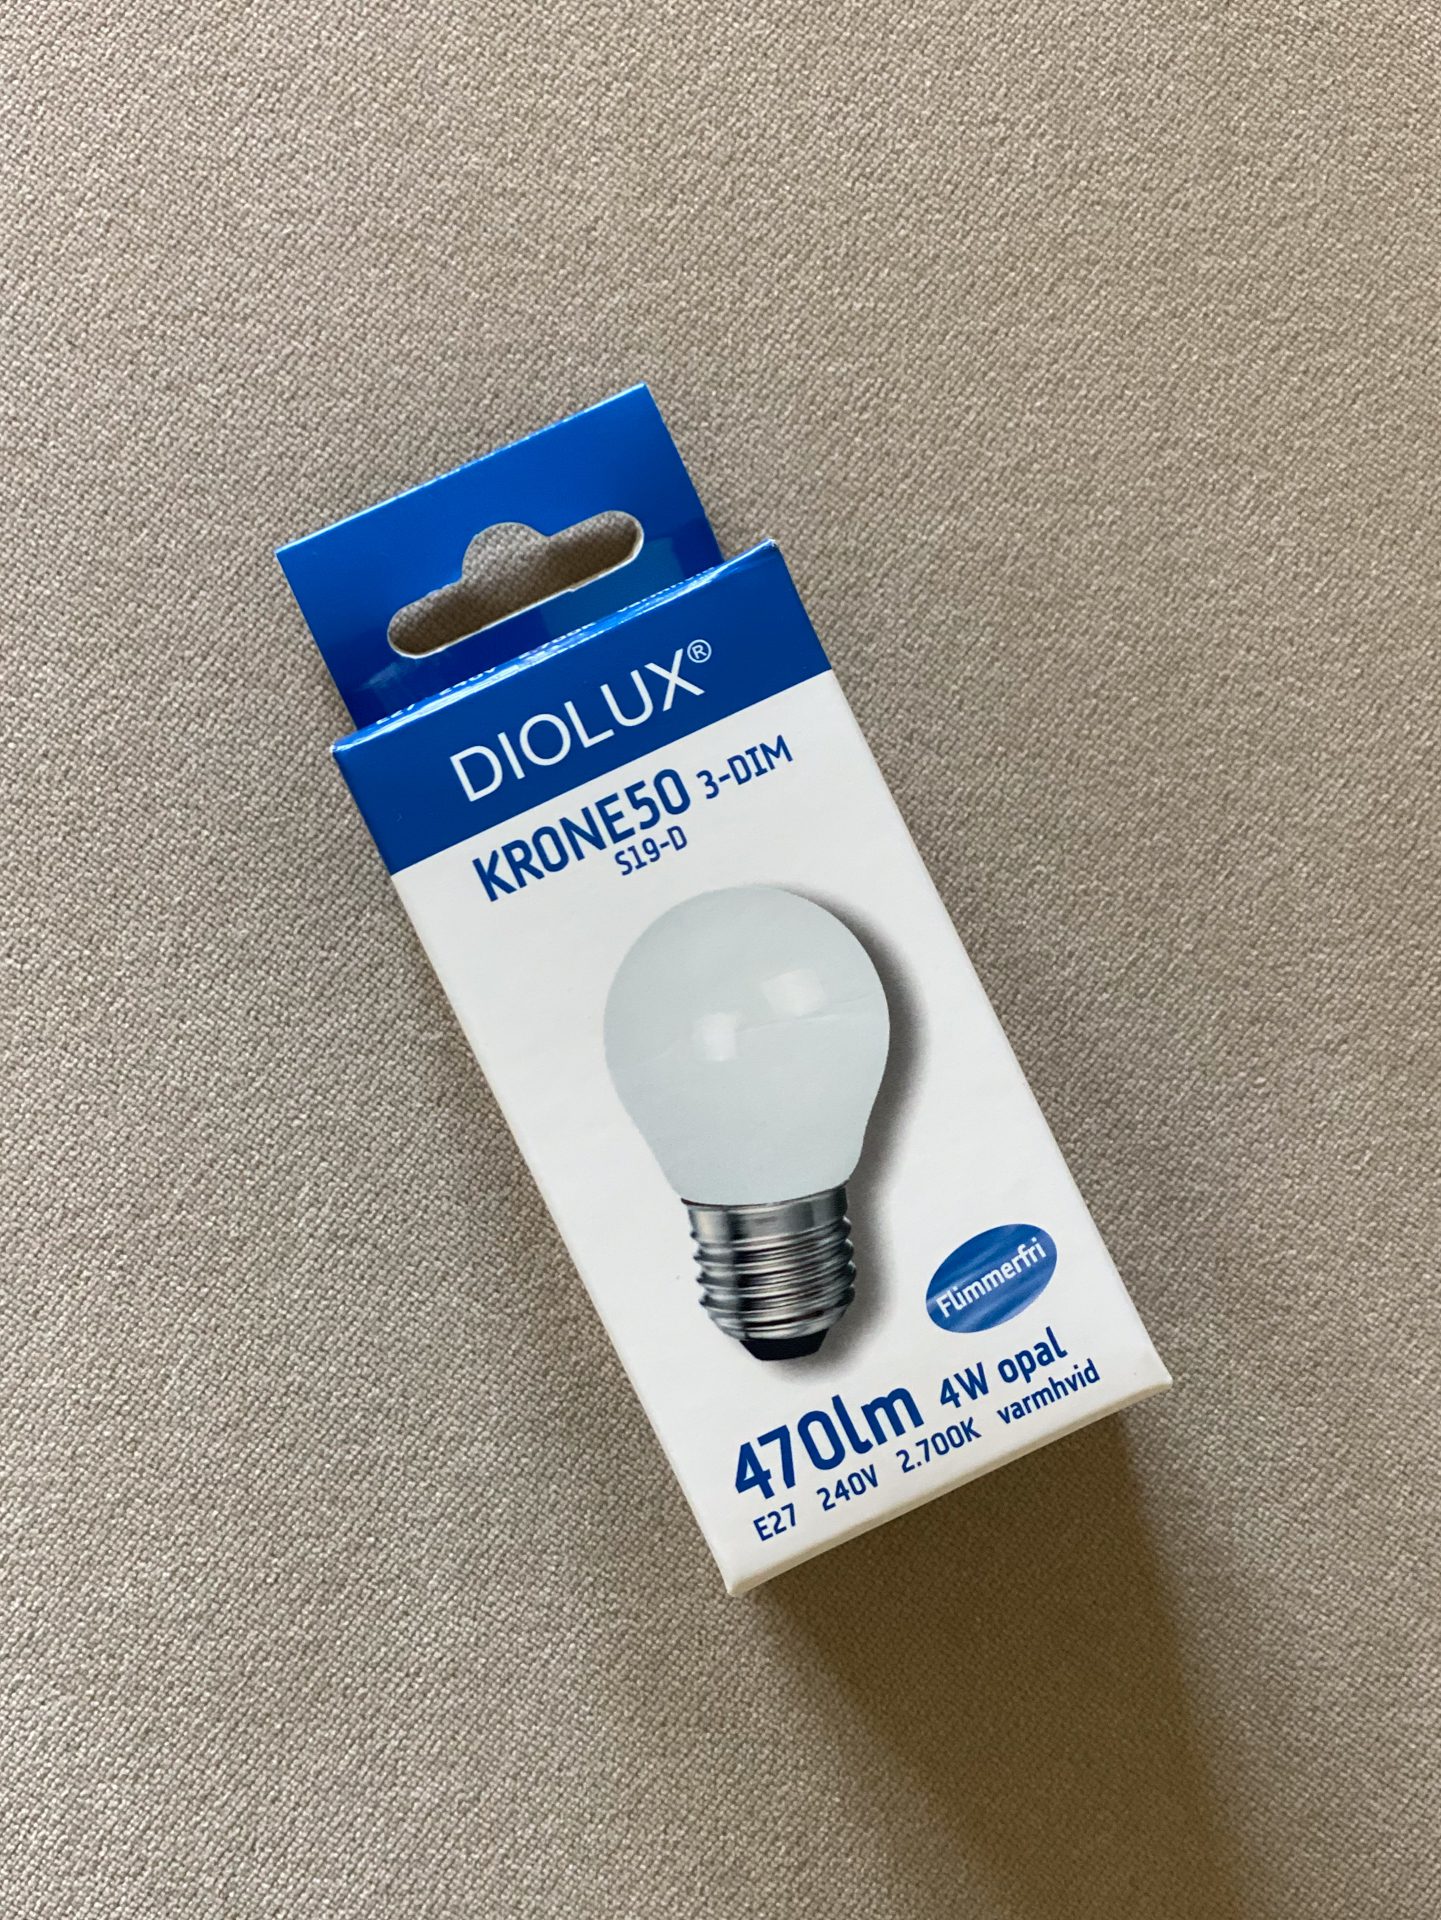 DIOLUX®
KRONE50 3-DIM
S19-D
Flimmerfri
470lm 4W opal
E27 240V 2.700K varmhvid